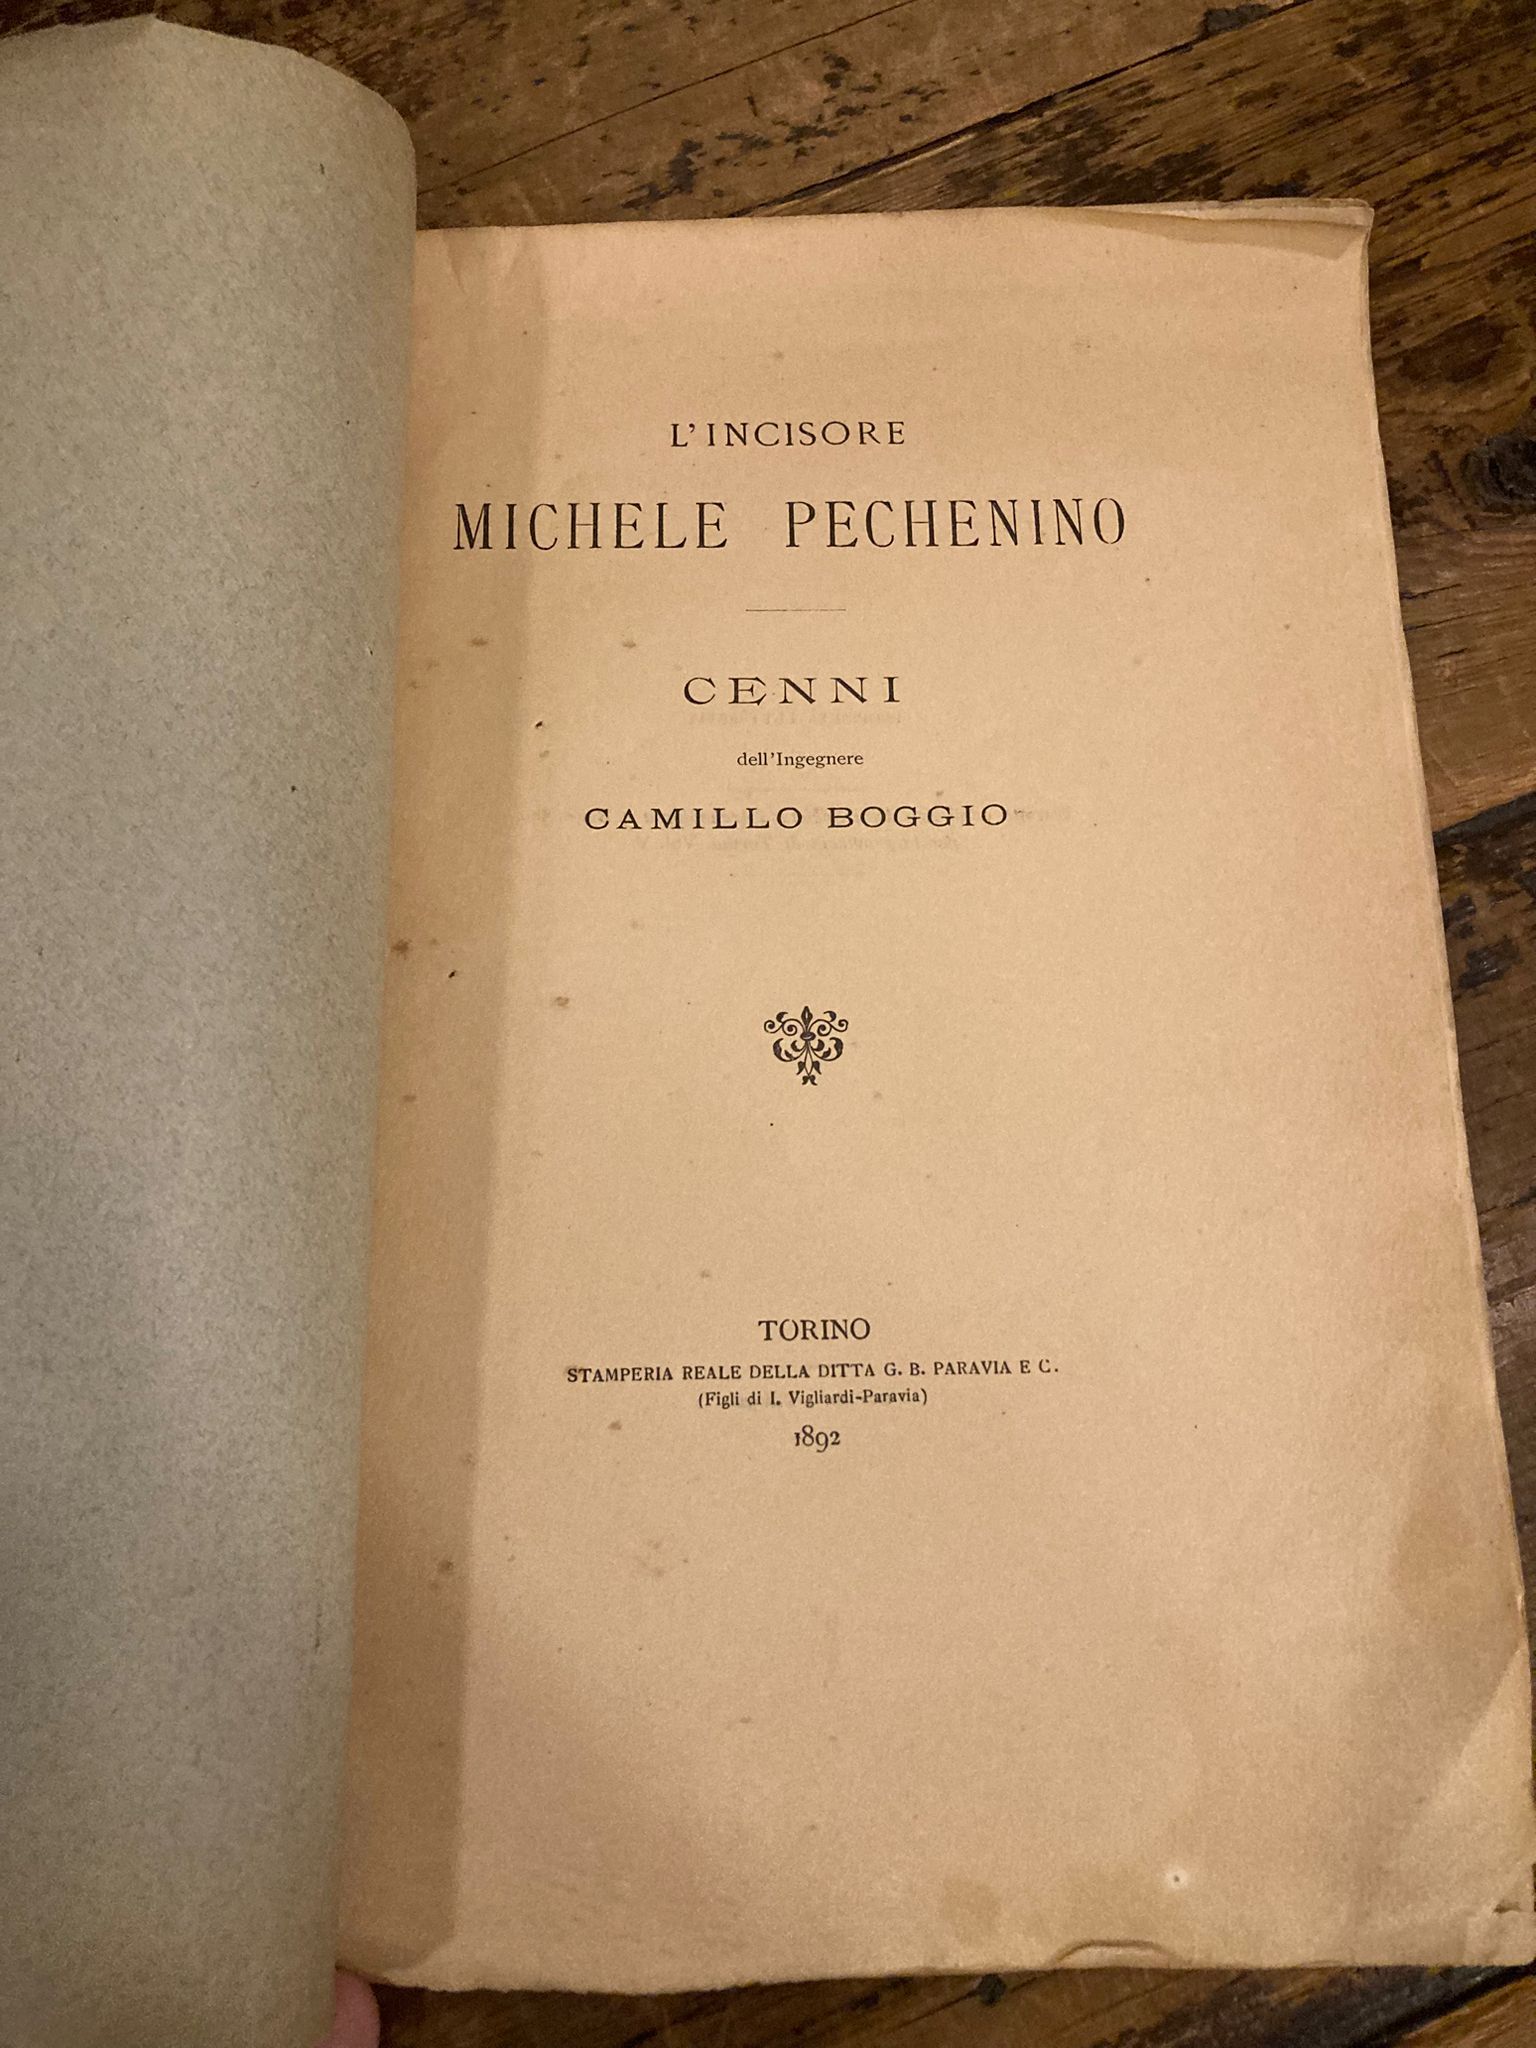 L'INCISORE
MICHELE PECHENINO
CENNI
dell'Ingegnere
CAMILLO BOGGIO
TORINO
STAMPERIA REALE DELLA DITTA G. B. PARAVIA E C.
(Figli di I. Vigliardi-Paravia)
1892